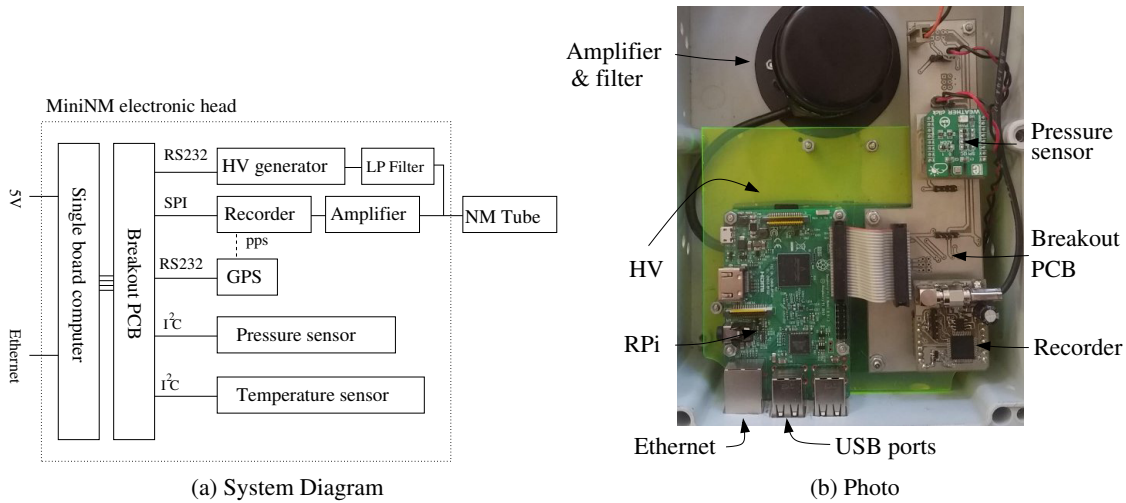 MiniNM electronic head
5V
Ethernet
Single board computer
Breakout PCB
RS232
HV generator
LP Filter
SPI
Recorder
Amplifier
NM Tube
pps
RS232
GPS
I²C
Pressure sensor
I²C
Temperature sensor
(a) System Diagram
Amplifier
& filter
WEATHER click
Pressure
sensor
HV
Breakout
PCB
RPi
Recorder
Ethernet
USB ports
(b) Photo